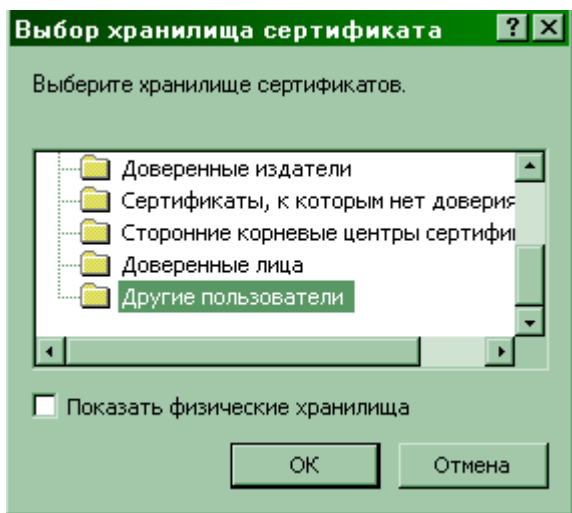 Выбор хранилища сертификата
Выберите хранилище сертификатов.
Доверенные издатели
Сертификаты, к которым нет доверия
Сторонние корневые центры сертифи
Доверенные лица
Другие пользователи
Показать физические хранилища
ОК
Отмена